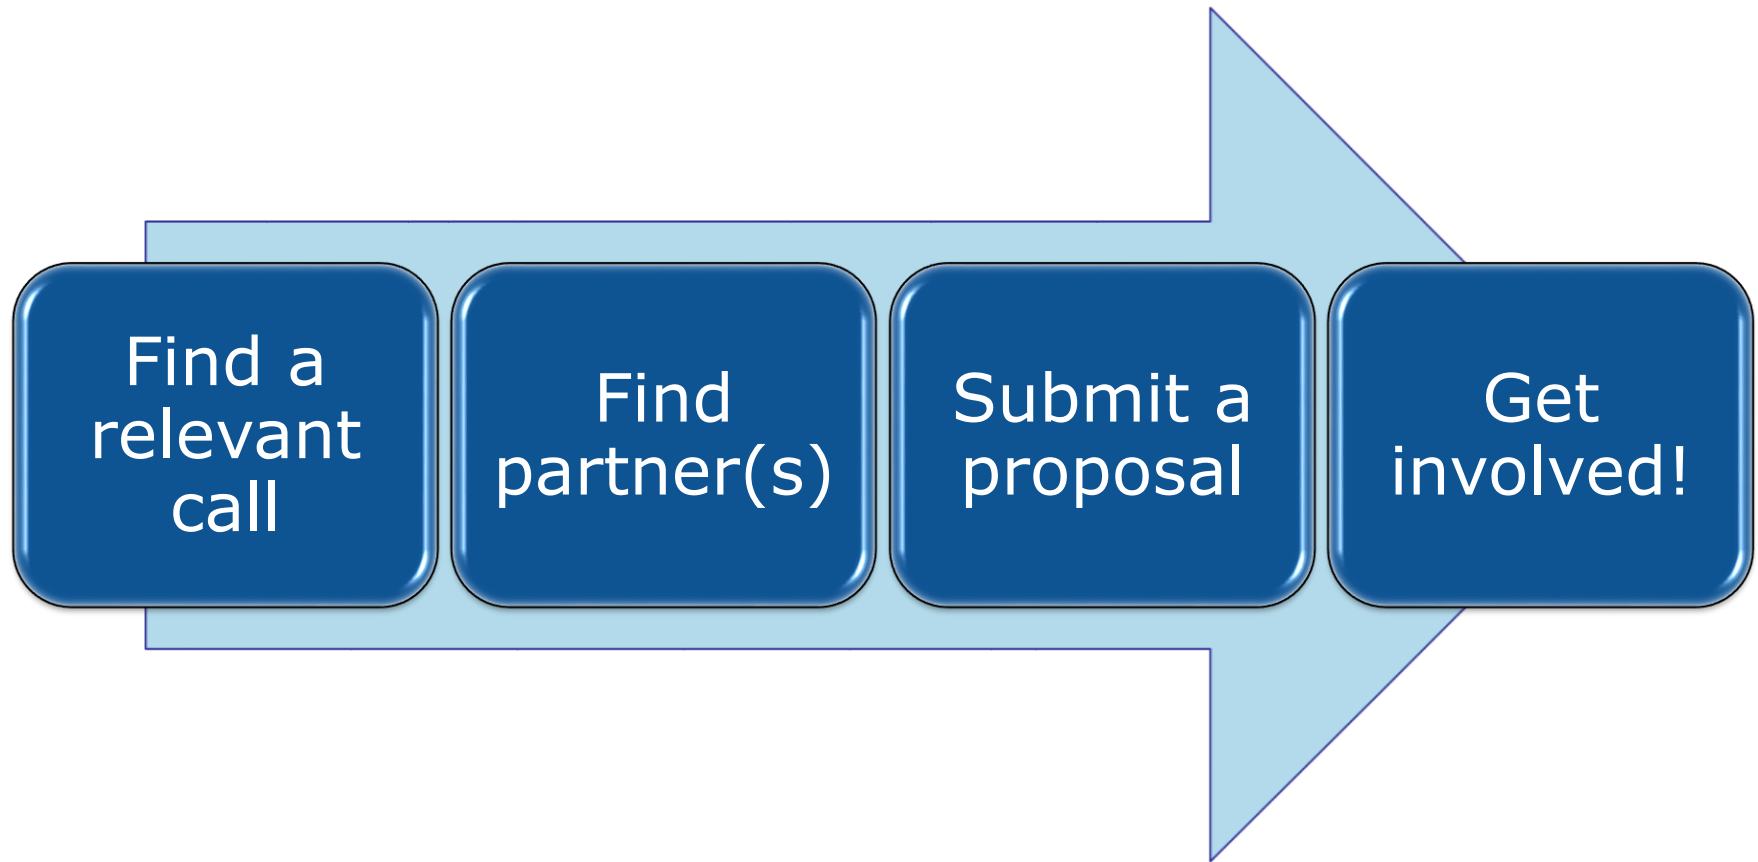 Find a
relevant
call
Find
partner(s)
Submit a
proposal
Get
involved!